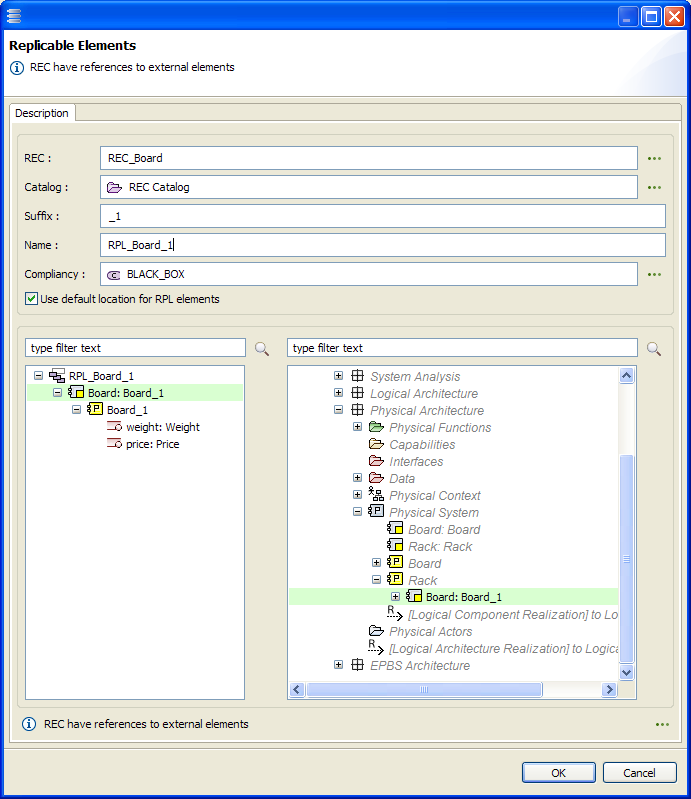 Replicable Elements
REC have references to external elements
Description
REC :
REC_Board
Catalog :
REC Catalog
Suffix :
_1
Name :
RPL_Board_1
Compliancy :
BLACK_BOX
Use default location for RPL elements
type filter text
RPL_Board_1
Board: Board_1
Board_1
weight: Weight
price: Price
type filter text
System Analysis
Logical Architecture
Physical Architecture
Physical Functions
Capabilities
Interfaces
Data
Physical Context
Physical System
Board: Board
Rack: Rack
Board
Rack
Board: Board_1
[Logical Component Realization] to Lo
Physical Actors
[Logical Architecture Realization] to Logica
EPBS Architecture
REC have references to external elements
OK
Cancel